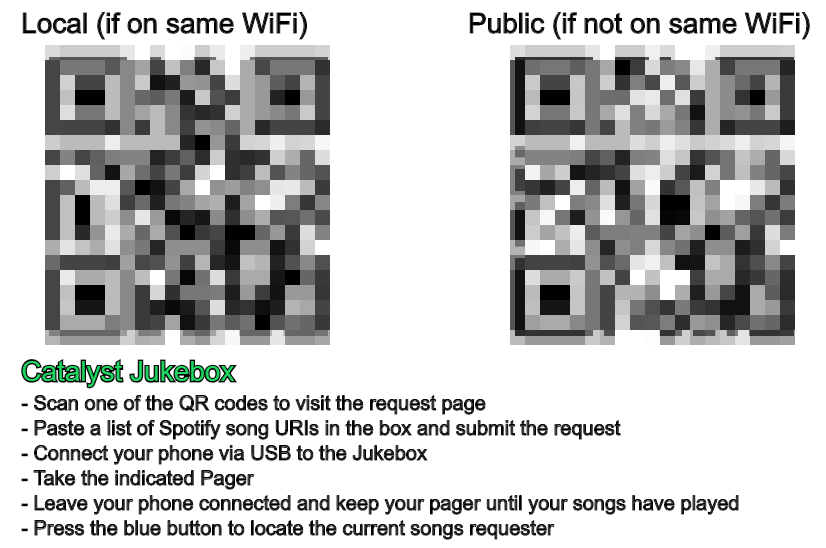 Local (if on same WiFi)
Public (if not on same WiFi)
Catalyst Jukebox
- Scan one of the QR codes to visit the request page
- Paste a list of Spotify song URIs in the box and submit the request
- Connect your phone via USB to the Jukebox
- Take the indicated Pager
- Leave your phone connected and keep your pager until your songs have played
- Press the blue button to locate the current songs requester